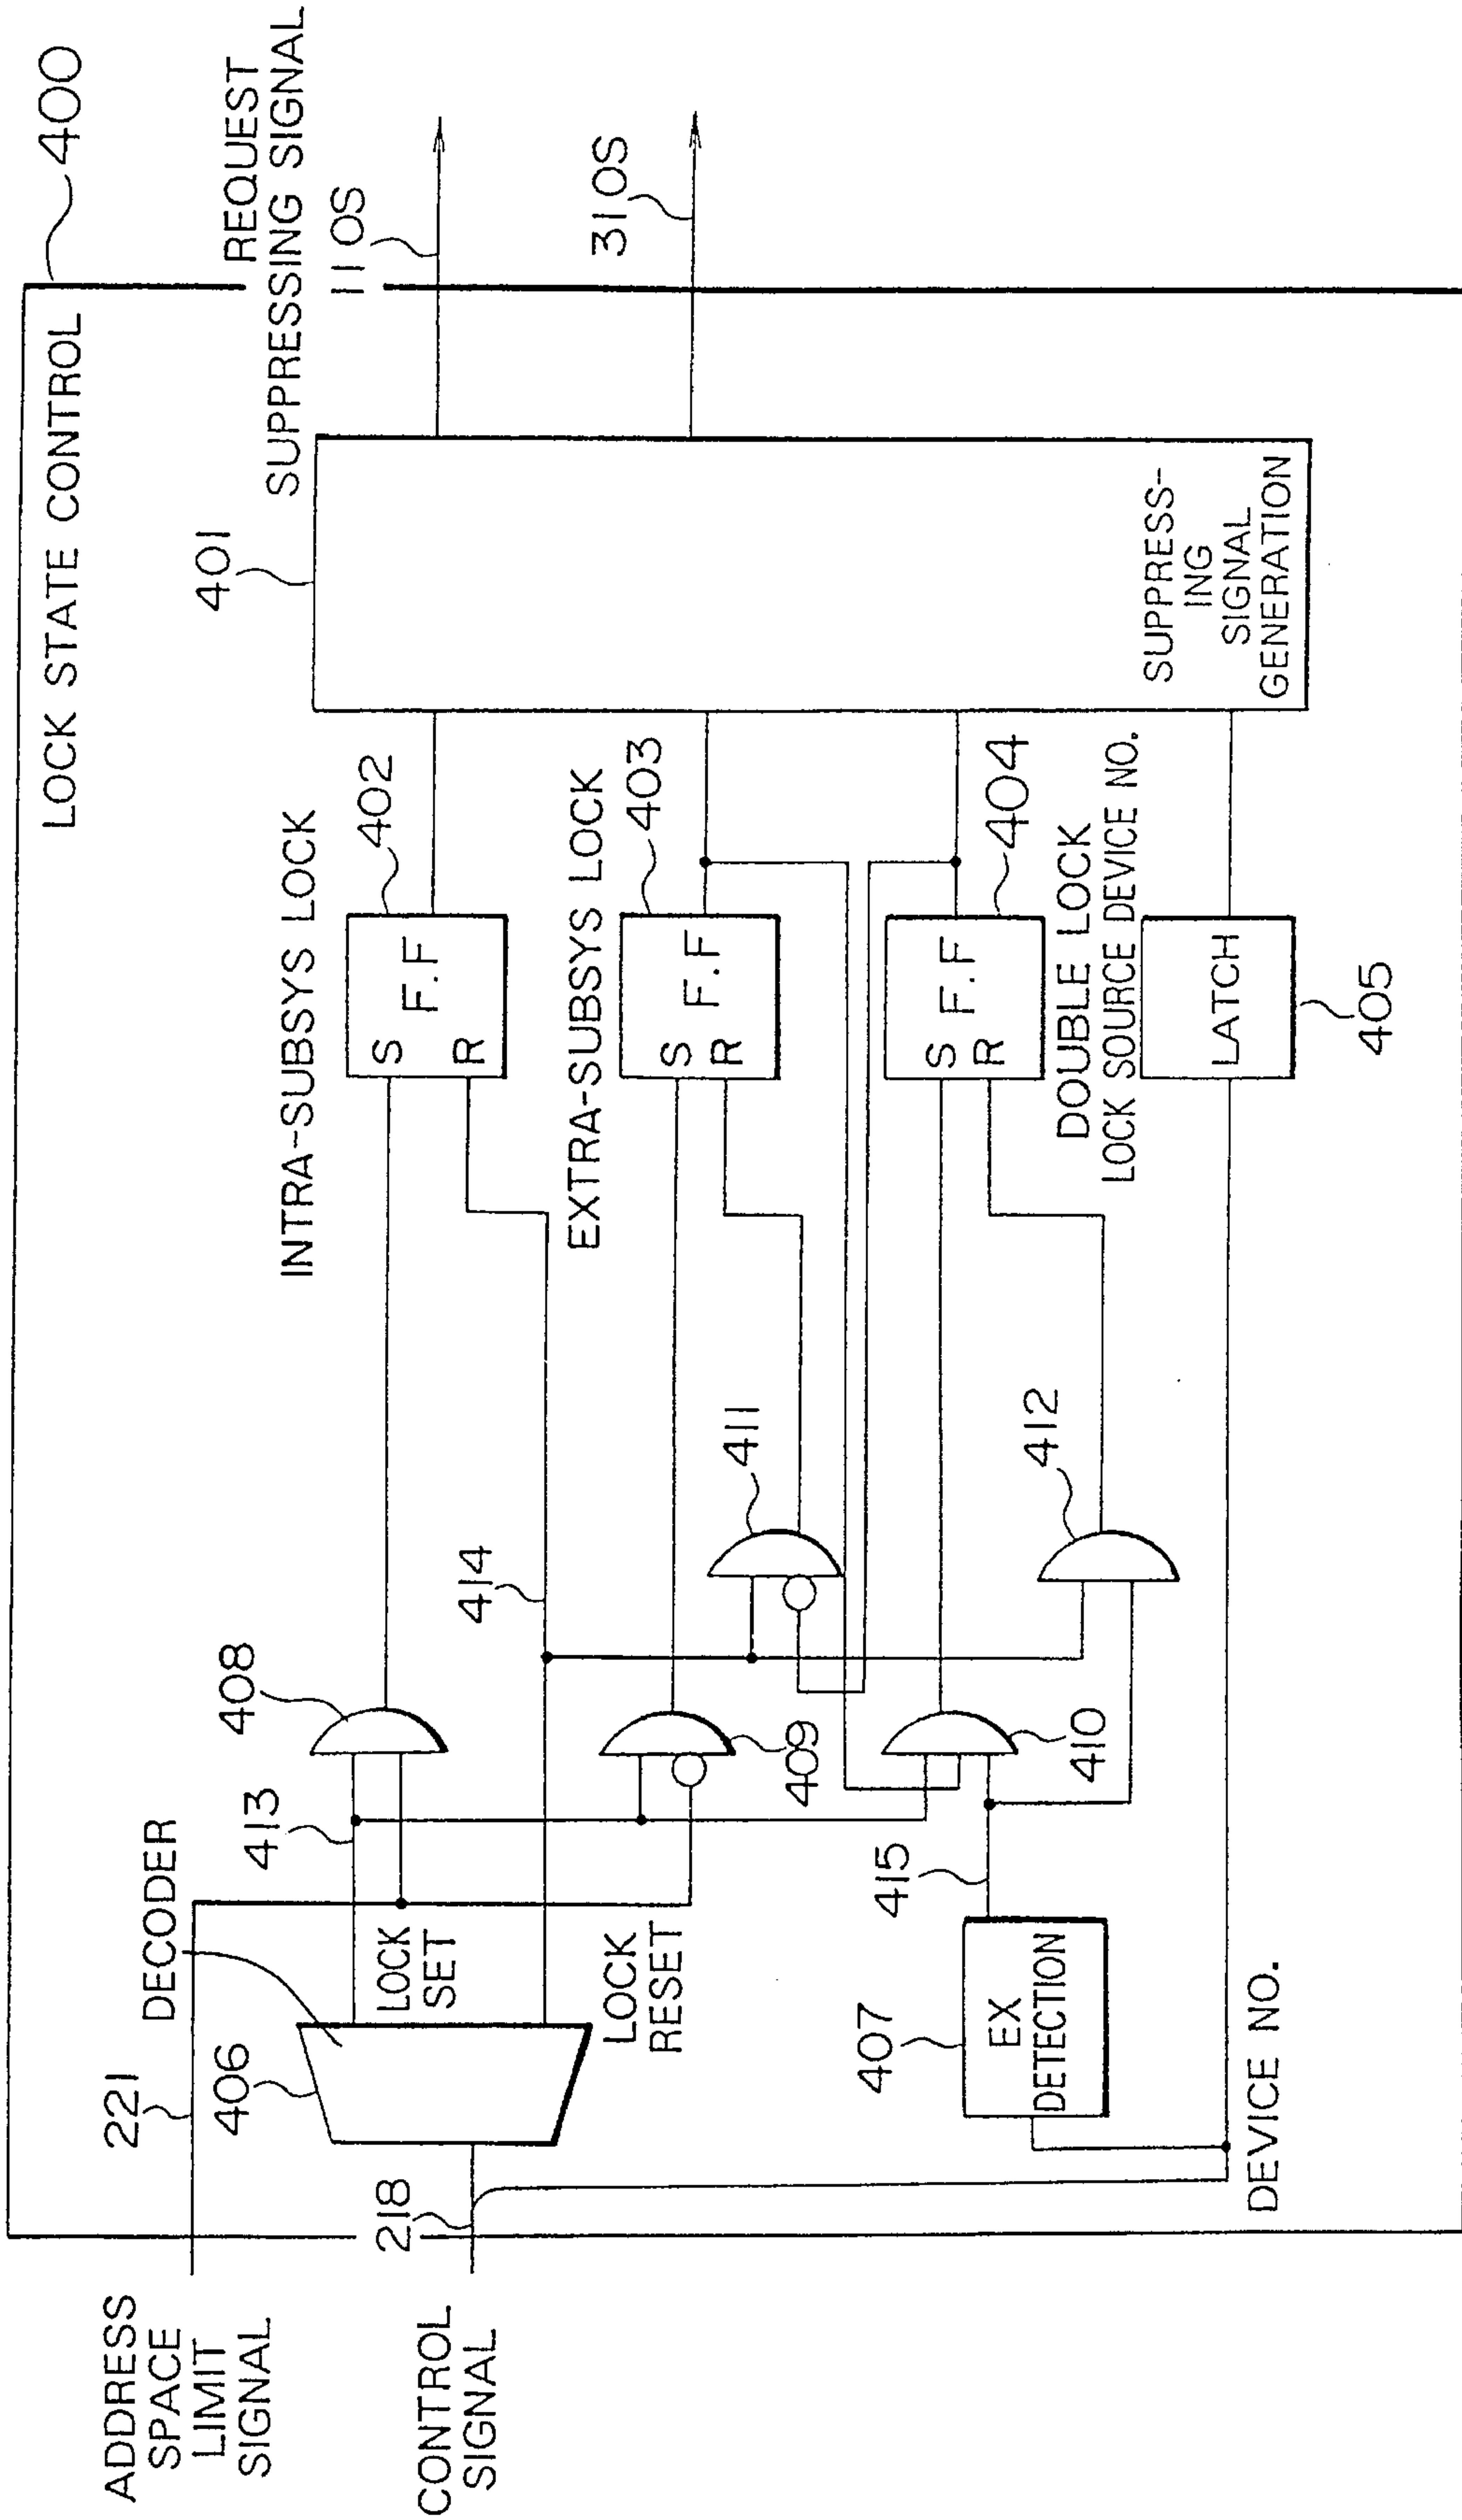 400
LOCK STATE CONTROL
REQUEST
SUPPRESSING SIGNAL
110S
310S
401
SUPPRESS-
ING
SIGNAL
GENERATION
INTRA-SUBSYS LOCK
402
S
F.F
R
EXTRA-SUBSYS LOCK
403
S
F.F
R
404
S
F.F
R
DOUBLE LOCK
LOCK SOURCE DEVICE NO.
LATCH
405
408
414
411
412
409
410
413
415
DECODER
LOCK
SET
LOCK
RESET
406
407
EX
DETECTION
DEVICE NO.
221
218
ADDRESS
SPACE
LIMIT
SIGNAL
CONTROL
SIGNAL